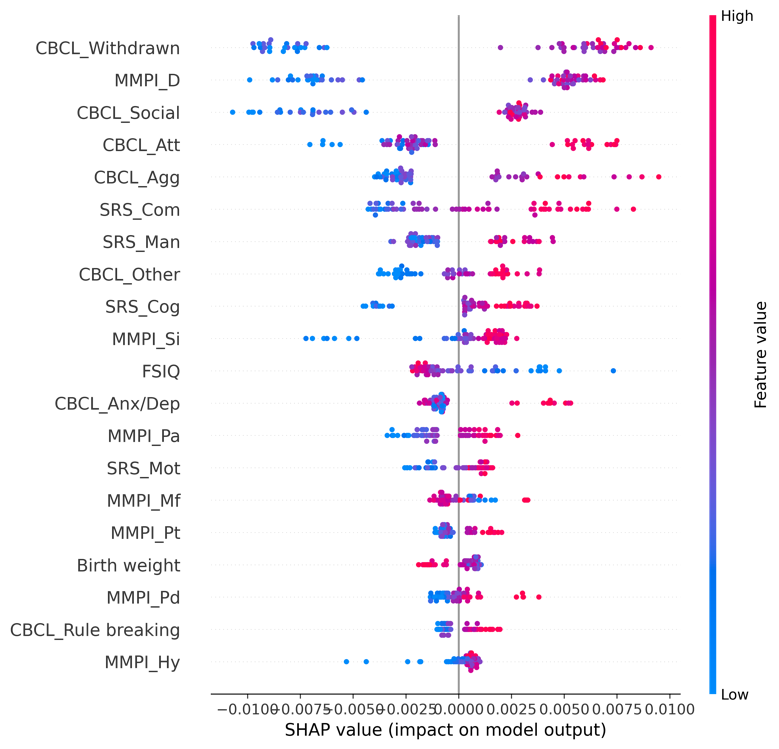 High
CBCL_Withdrawn
MMPI_D
CBCL_Social
CBCL_Att
CBCL_Agg
SRS_Com
SRS_Man
CBCL_Other
SRS_Cog
MMPI_Si
FSIQ
CBCL_Anx/Dep
MMPI_Pa
SRS_Mot
MMPI_Mf
MMPI_Pt
Birth weight
MMPI_Pd
CBCL_Rule breaking
MMPI_Hy
Feature value
Low
−0.0100 −0.0075 −0.0050 −0.0025 0.0000 0.0025 0.0050 0.0075 0.0100
SHAP value (impact on model output)